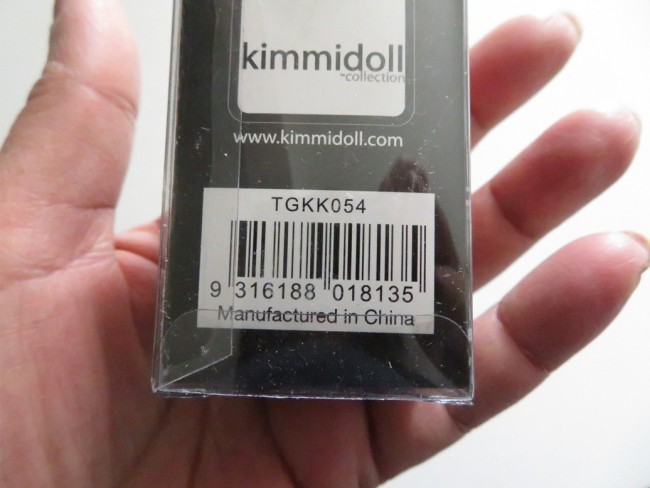 kimmidoll
~collection
www.kimmidoll.com
TGKK054
9 316188 018135
Manufactured in China